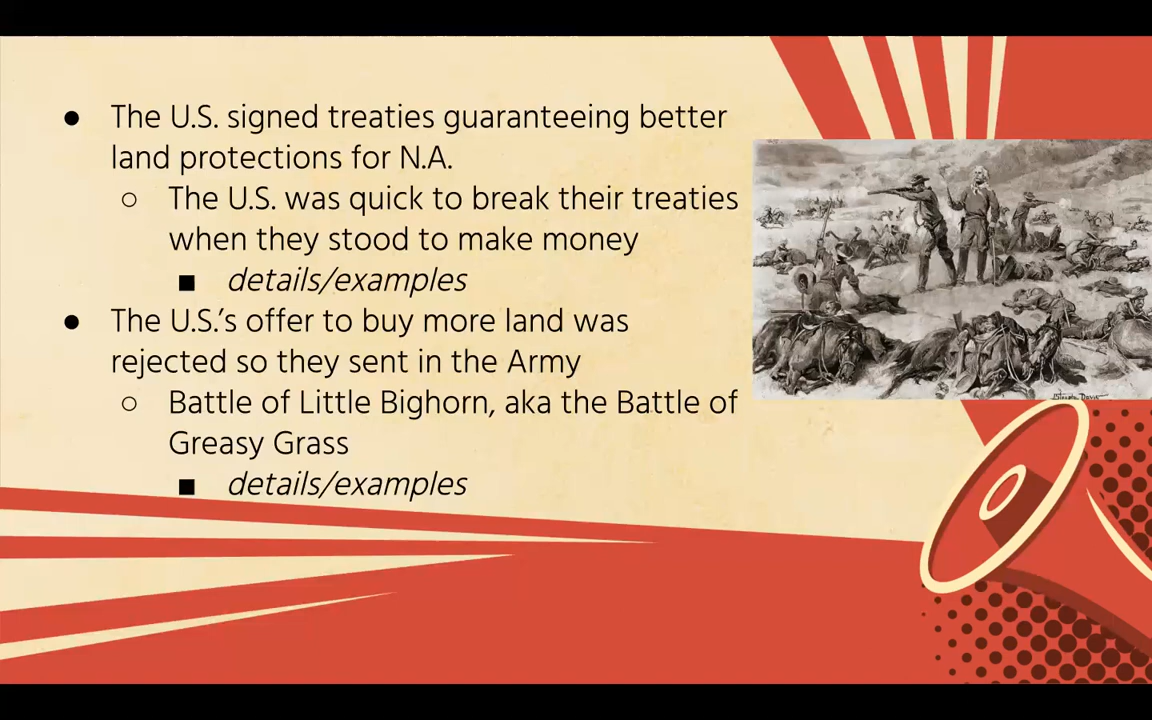 ● The U.S. signed treaties guaranteeing better
land protections for N.A.
○ The U.S. was quick to break their treaties
when they stood to make money
■ details/examples
● The U.S.'s offer to buy more land was
rejected so they sent in the Army
○ Battle of Little Bighorn, aka the Battle of
Greasy Grass
■ details/examples